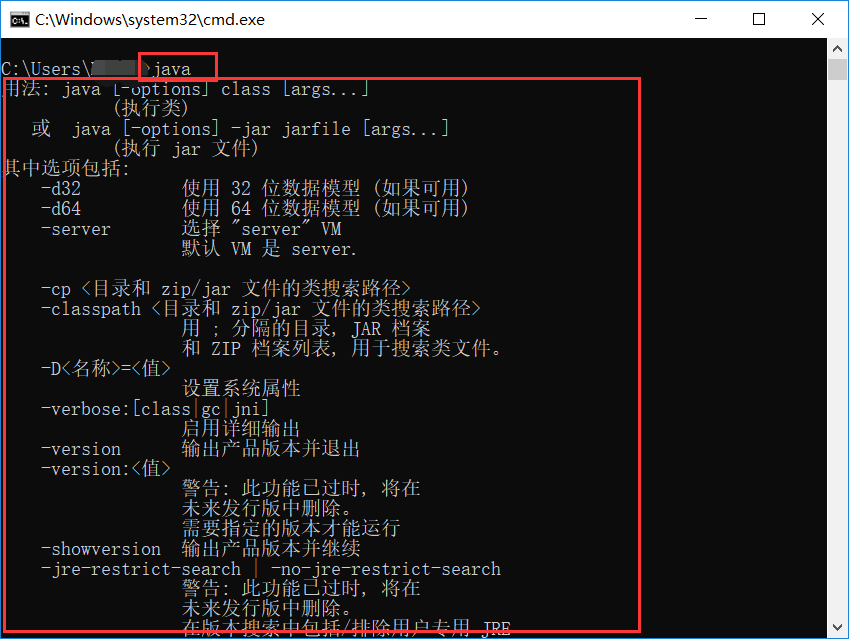 C:\Windows\system32\cmd.exe
C:\Users\ >java
用法: java [-options] class [args...]
(执行类)
或 java [-options] -jar jarfile [args...]
(执行 jar 文件)
其中选项包括:
-d32 使用 32 位数据模型 (如果可用)
-d64 使用 64 位数据模型 (如果可用)
-server 选择 "server" VM
默认 VM 是 server.
-cp <目录和 zip/jar 文件的类搜索路径>
-classpath <目录和 zip/jar 文件的类搜索路径>
用 ; 分隔的目录, JAR 档案
和 ZIP 档案列表, 用于搜索类文件。
-D<名称>=<值>
设置系统属性
-verbose:[class|gc|jni]
启用详细输出
-version 输出产品版本并退出
-version:<值>
警告: 此功能已过时, 将在
未来发行版中删除。
需要指定的版本才能运行
-showversion 输出产品版本并继续
-jre-restrict-search | -no-jre-restrict-search
警告: 此功能已过时, 将在
未来发行版中删除。
在版本搜索中包括/排除用户专用 JRE